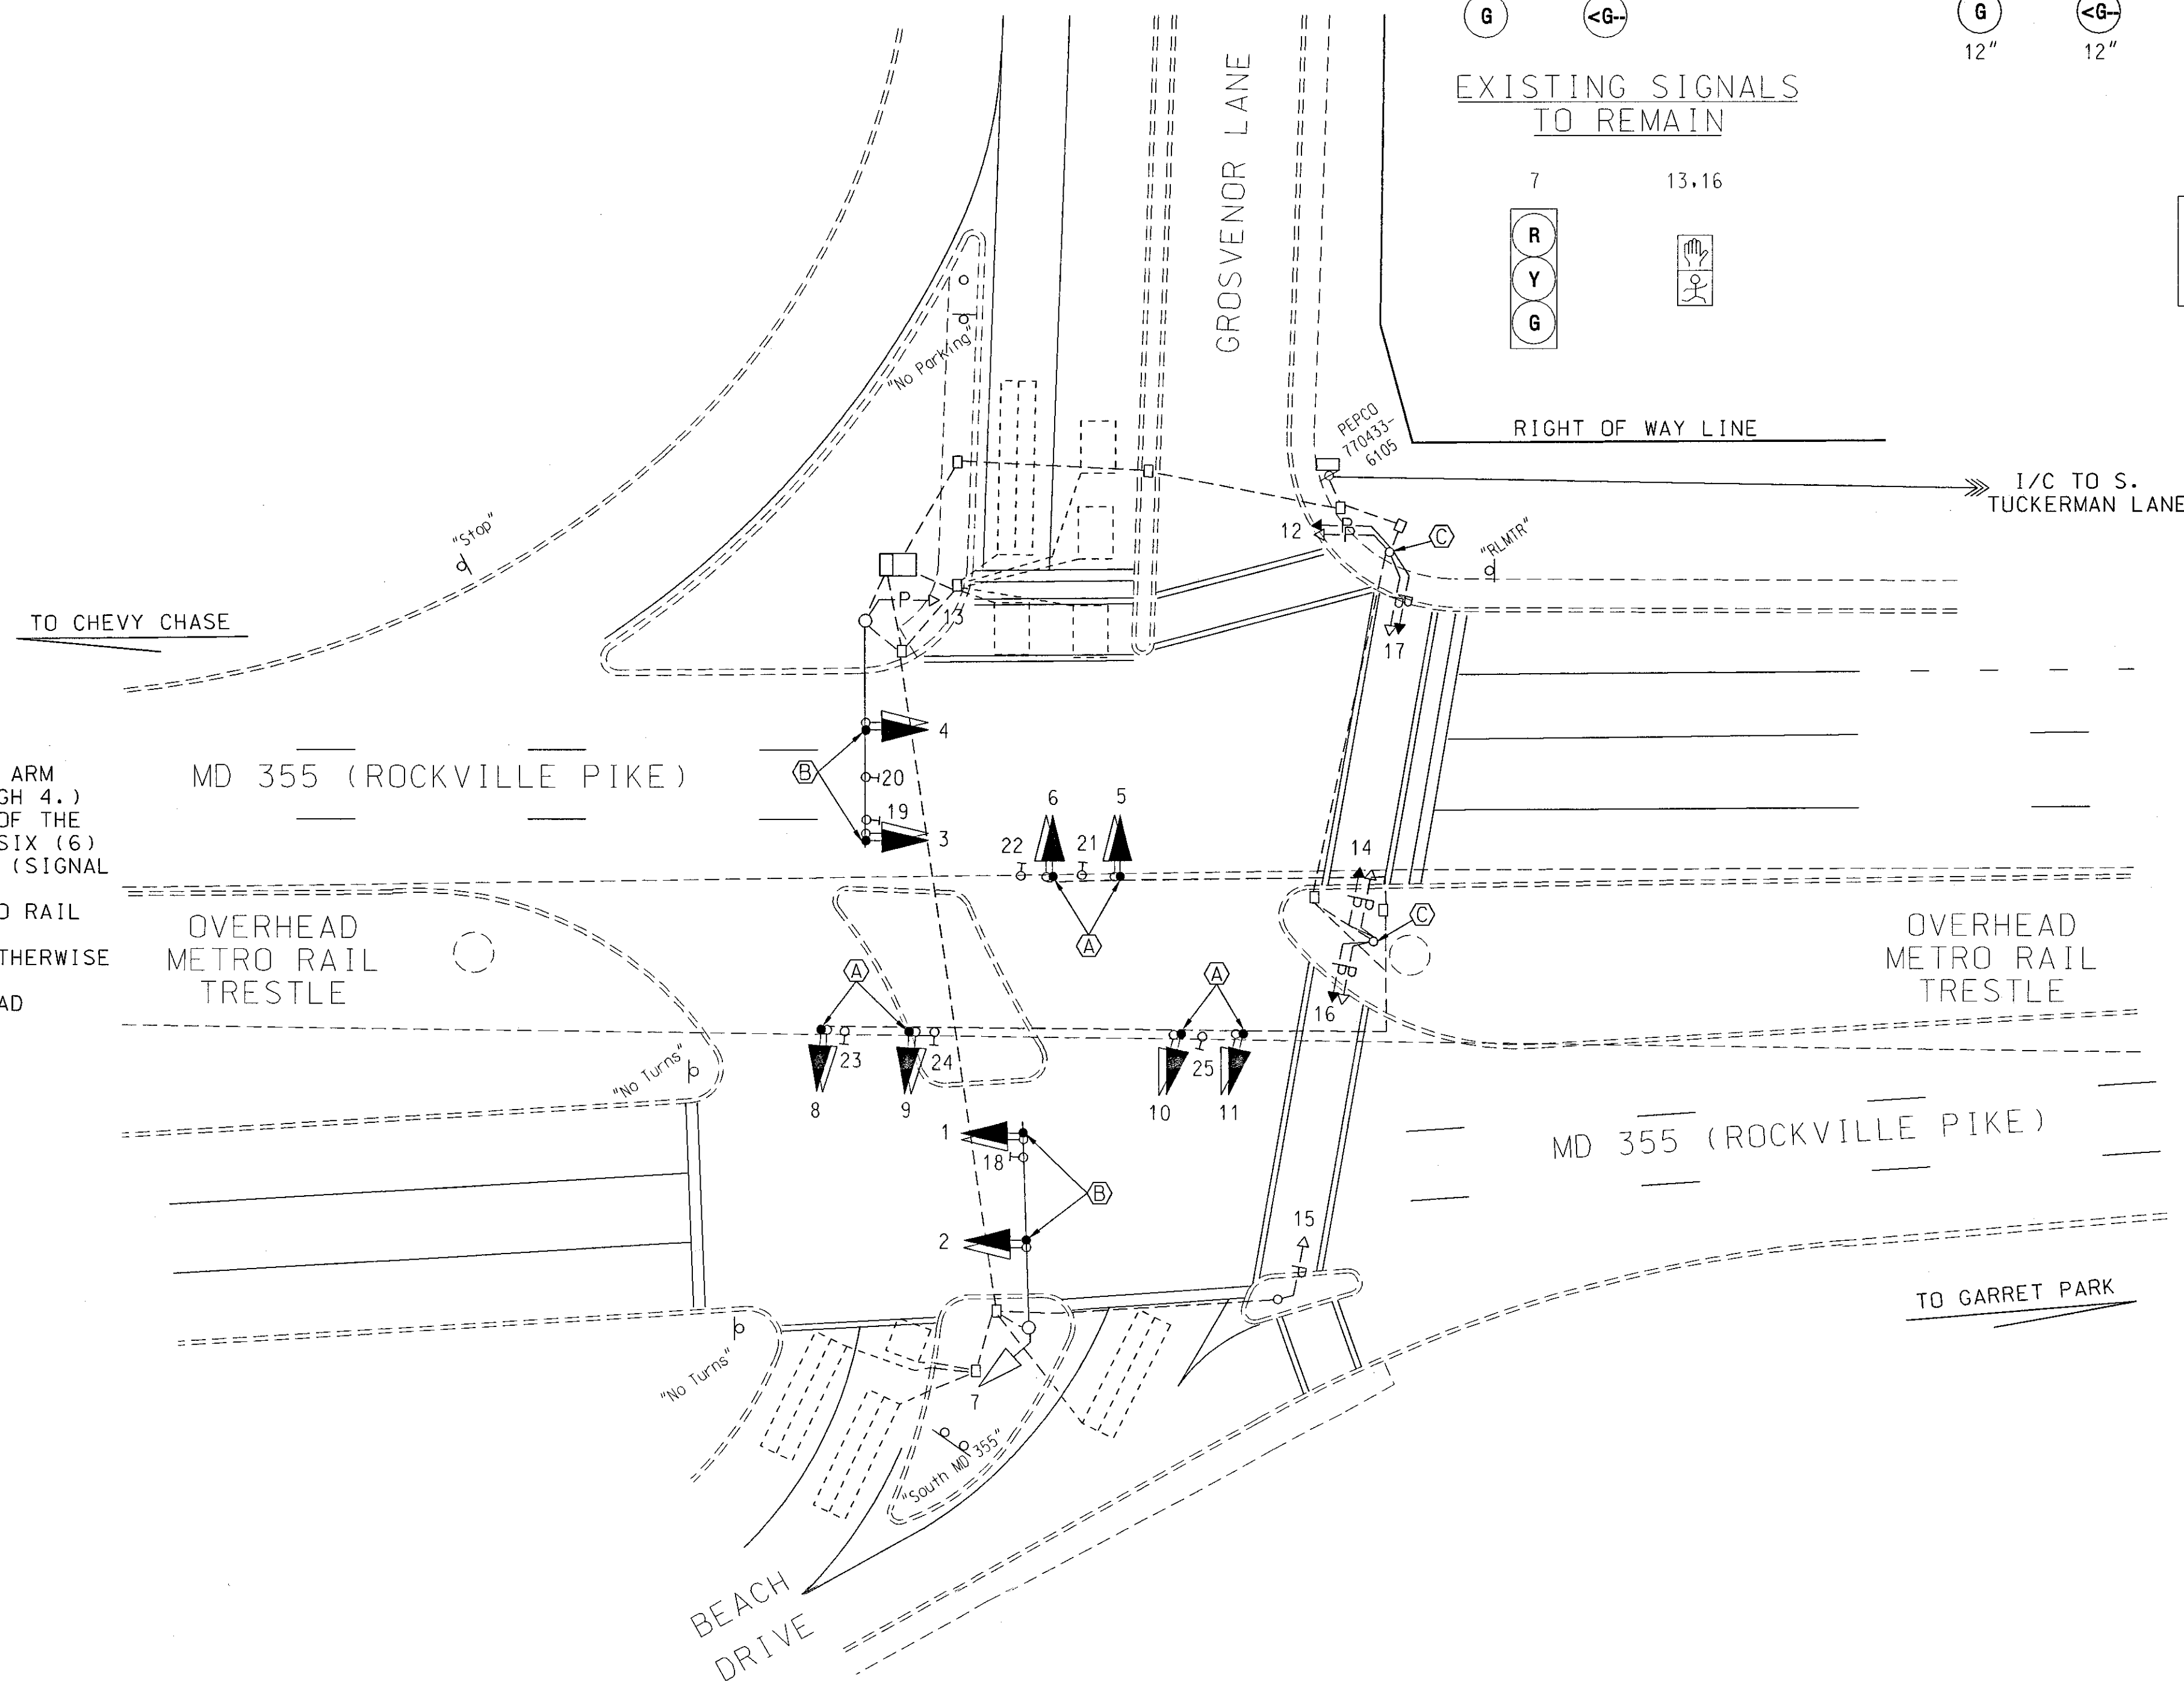 G <G--
G <G--
12" 12"
EXISTING SIGNALS
TO REMAIN
7 13,16
R
Y
G
GROSVENOR LANE
"No Parking"
PEPCO
770433-
6105
RIGHT OF WAY LINE
I/C TO S.
TUCKERMAN LANE
"Stop"
12
P
P
C
"RLMTR"
P
13
P
P
17
TO CHEVY CHASE
4
MD 355 (ROCKVILLE PIKE)
B
20
19
3
6
5
22
21
14
A
ARM
GH 4.)
OF THE
SIX (6)
(SIGNAL
O RAIL
THERWISE
AD
OVERHEAD
METRO RAIL
TRESTLE
P
P
C
P
P
16
OVERHEAD
METRO RAIL
TRESTLE
A
A
"No Turns"
23
24
25
8
9
10
11
1
18
B
2
MD 355 (ROCKVILLE PIKE)
15
P
TO GARRET PARK
"No Turns"
7
"South MD 355"
BEACH
DRIVE